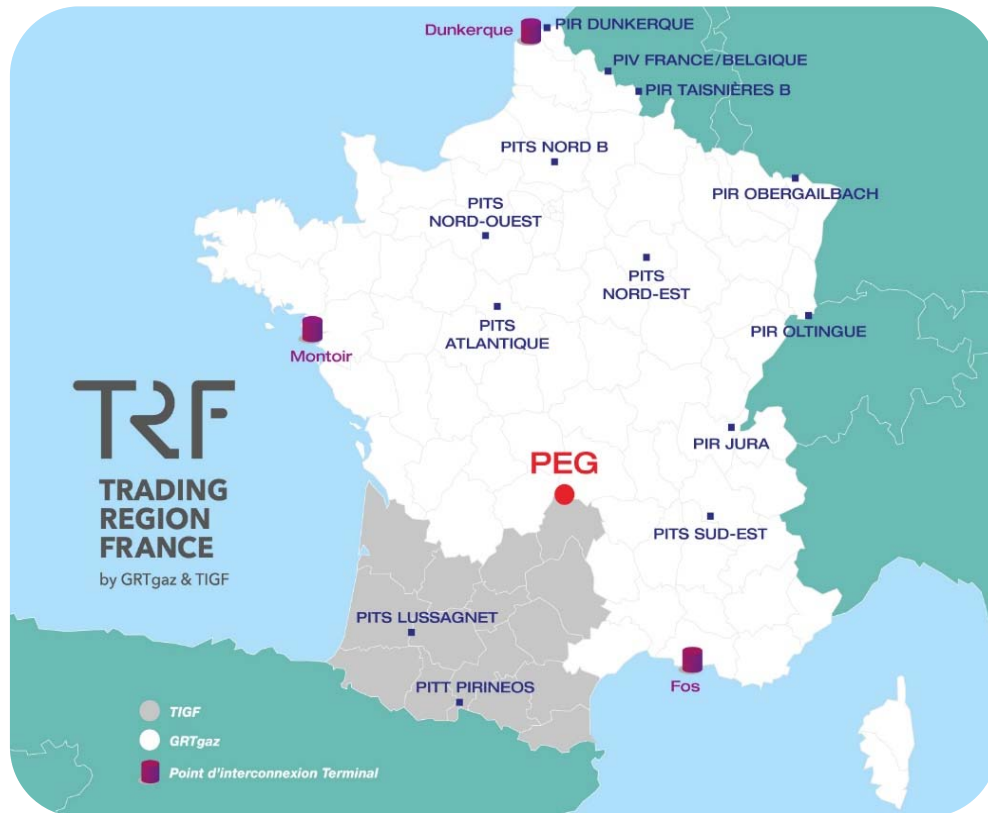 Dunkerque
PIR DUNKERQUE
PIV FRANCE/BELGIQUE
PIR TAISNIÈRES B
PITS NORD B
PIR OBERGAILBACH
PITS
NORD-OUEST
PITS
NORD-EST
PITS
ATLANTIQUE
PIR OLTINGUE
Montoir
TRF
TRADING
REGION
FRANCE
by GRTgaz & TIGF
PIR JURA
PEG
PITS SUD-EST
PITS LUSSAGNET
PITT PIRINEOS
Fos
TIGF
GRTgaz
Point d'interconnexion Terminal